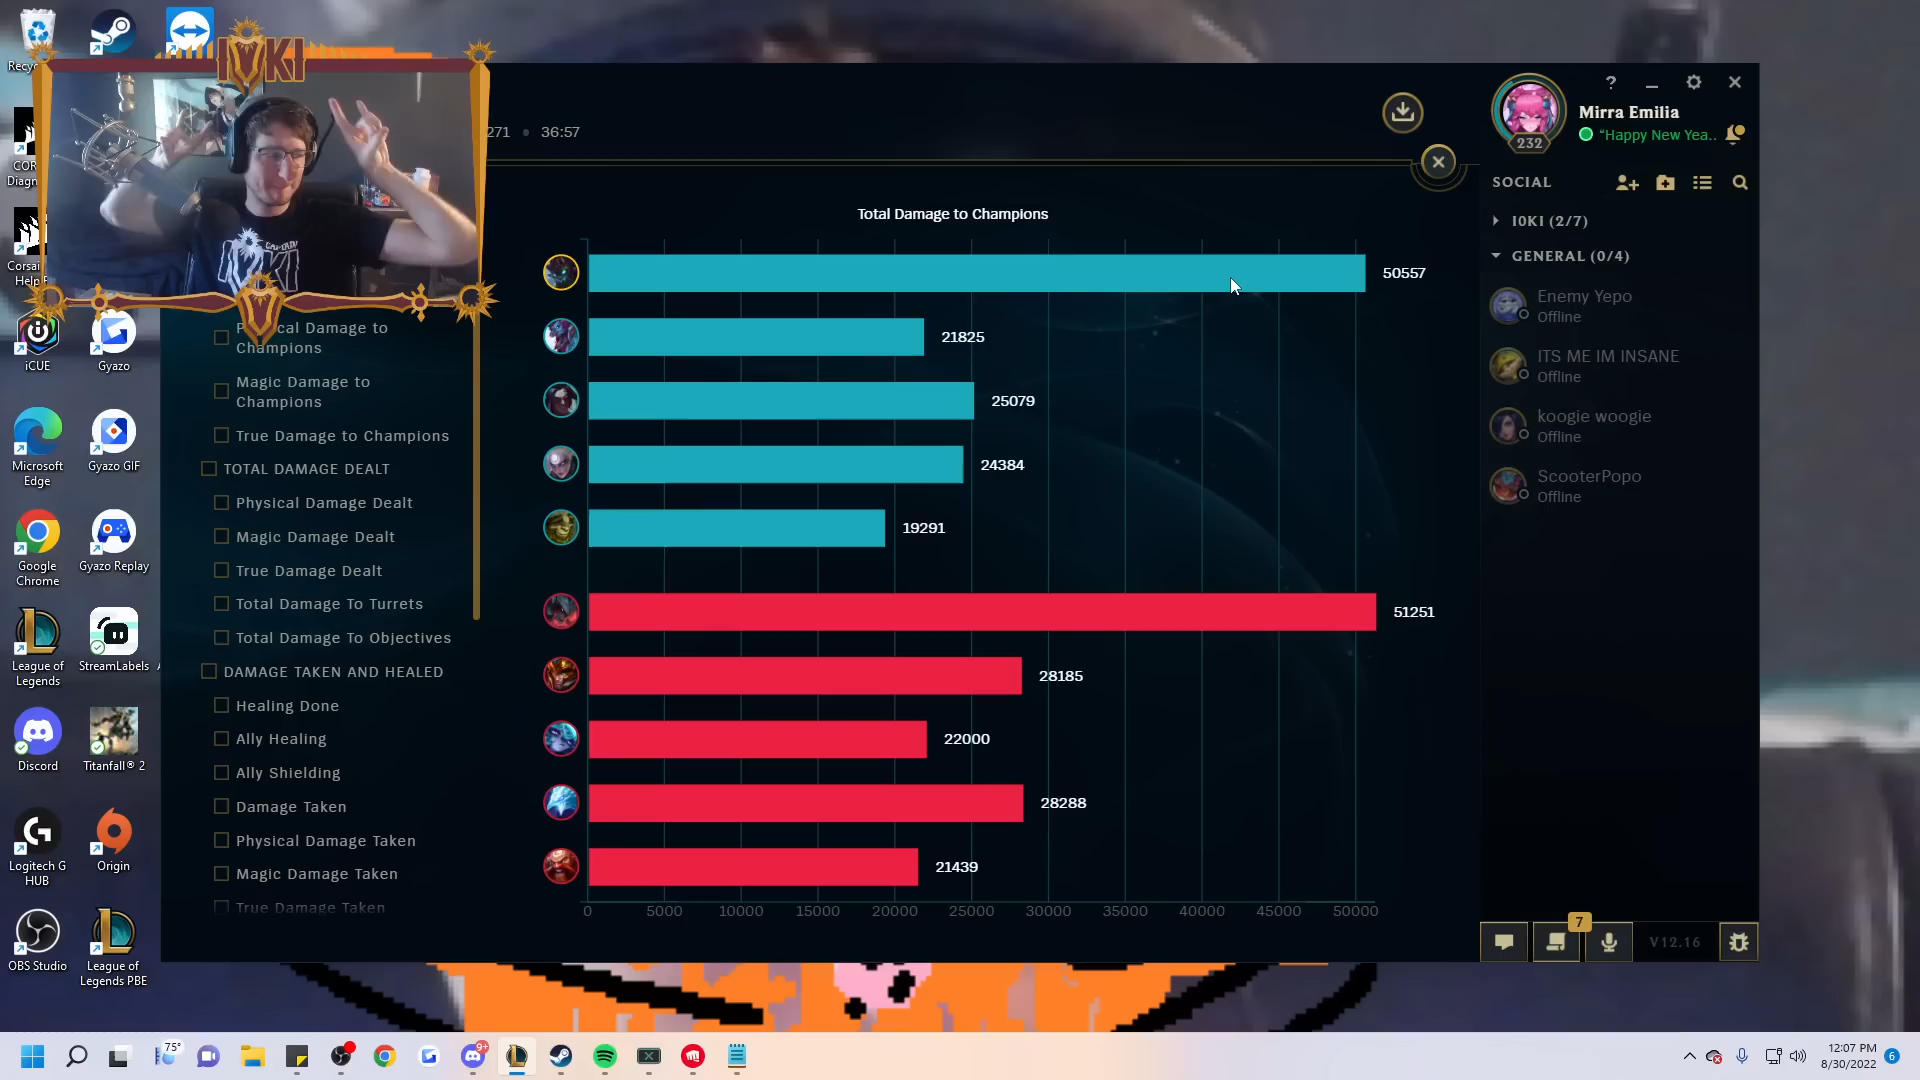 Recyc
I0KI
271 • 36:57
?
Mirra Emilia
232
"Happy New Yea..
SOCIAL
I0KI (2/7)
GENERAL (0/4)
Enemy Yepo
Offline
ITS ME IM INSANE
Offline
koogie woogie
Offline
ScooterPopo
Offline
7
V12.16
COR
Diagn
Corsai
Help
CAPTAIN
I0KI
iCUE
Gyazo
Microsoft
Edge
Gyazo GIF
Google
Chrome
Gyazo Replay
League of
Legends
StreamLabels
Discord
Titanfall® 2
Logitech G
HUB
Origin
OBS Studio
League of
Legends PBE
Champions
Magic Damage to
Champions
True Damage to Champions
TOTAL DAMAGE DEALT
Physical Damage Dealt
Magic Damage Dealt
True Damage Dealt
Total Damage To Turrets
Total Damage To Objectives
DAMAGE TAKEN AND HEALED
Healing Done
Ally Healing
Ally Shielding
Damage Taken
Physical Damage Taken
Magic Damage Taken
True Damage Taken
Total Damage to Champions
50557
21825
25079
24384
19291
51251
28185
22000
28288
21439
0 5000 10000 15000 20000 25000 30000 35000 40000 45000 50000
75°
9+
12:07 PM
8/30/2022
6